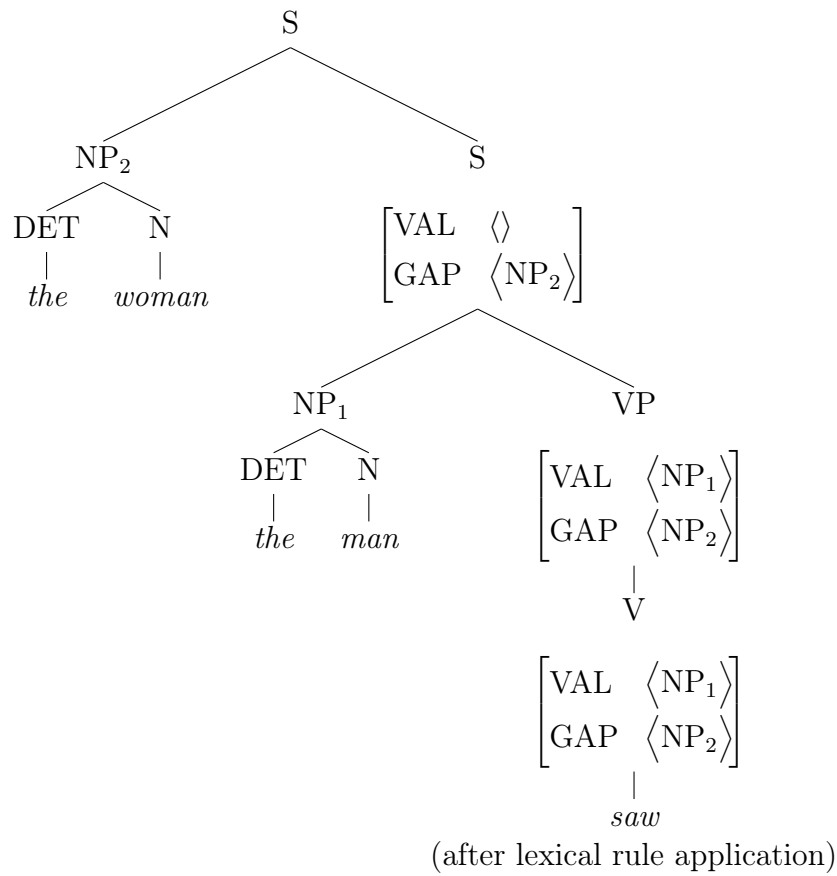 S
NP₂ S
DET N
the woman
[VAL ⟨⟩
GAP ⟨NP₂⟩]
NP₁ VP
DET N
the man
[VAL ⟨NP₁⟩
GAP ⟨NP₂⟩]
V
[VAL ⟨NP₁⟩
GAP ⟨NP₂⟩]
saw
(after lexical rule application)